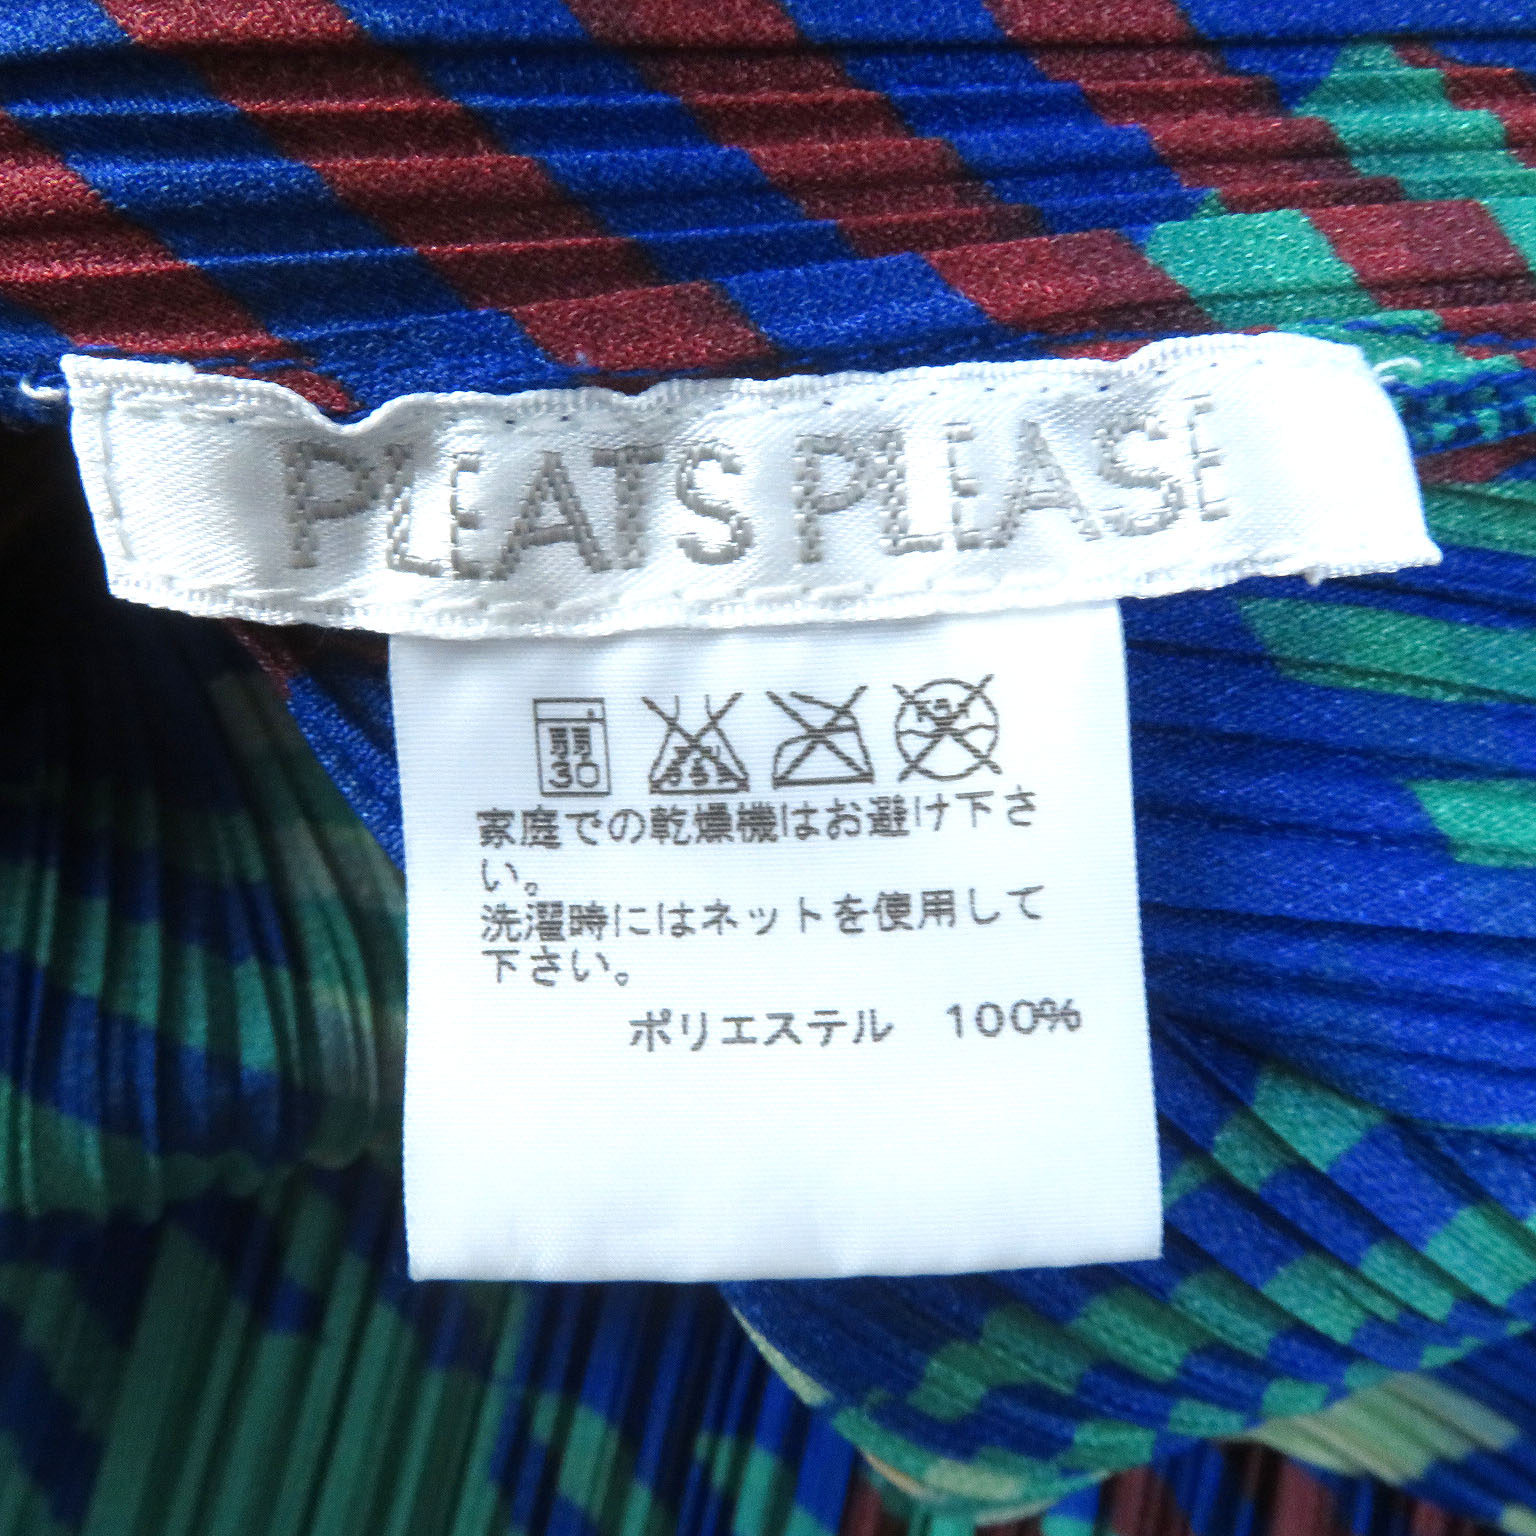 PLEATS PLEASE
弱
30
家庭での乾燥機はお避け下さ
い。
洗濯時にはネットを使用して
下さい。
ポリエステル 100%